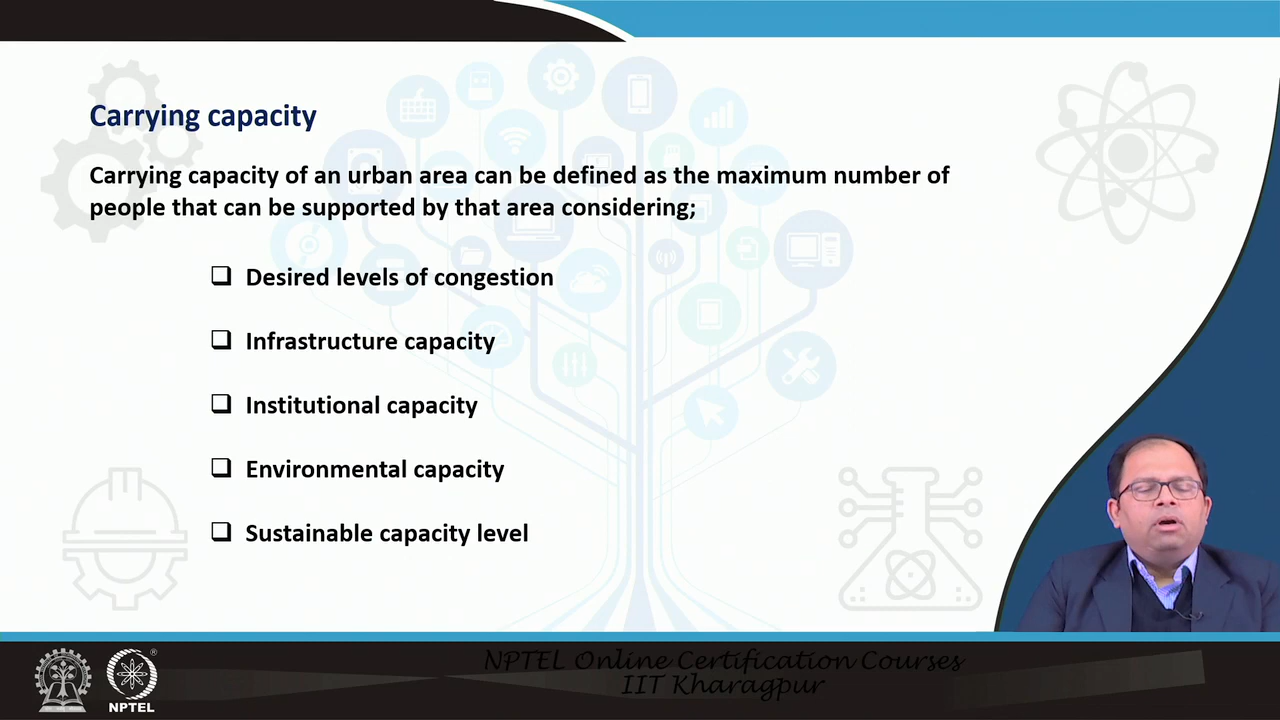 Carrying capacity
Carrying capacity of an urban area can be defined as the maximum number of
people that can be supported by that area considering;
❑ Desired levels of congestion
❑ Infrastructure capacity
❑ Institutional capacity
❑ Environmental capacity
❑ Sustainable capacity level
NPTEL Online Certification Courses
IIT Kharagpur
®
NPTEL